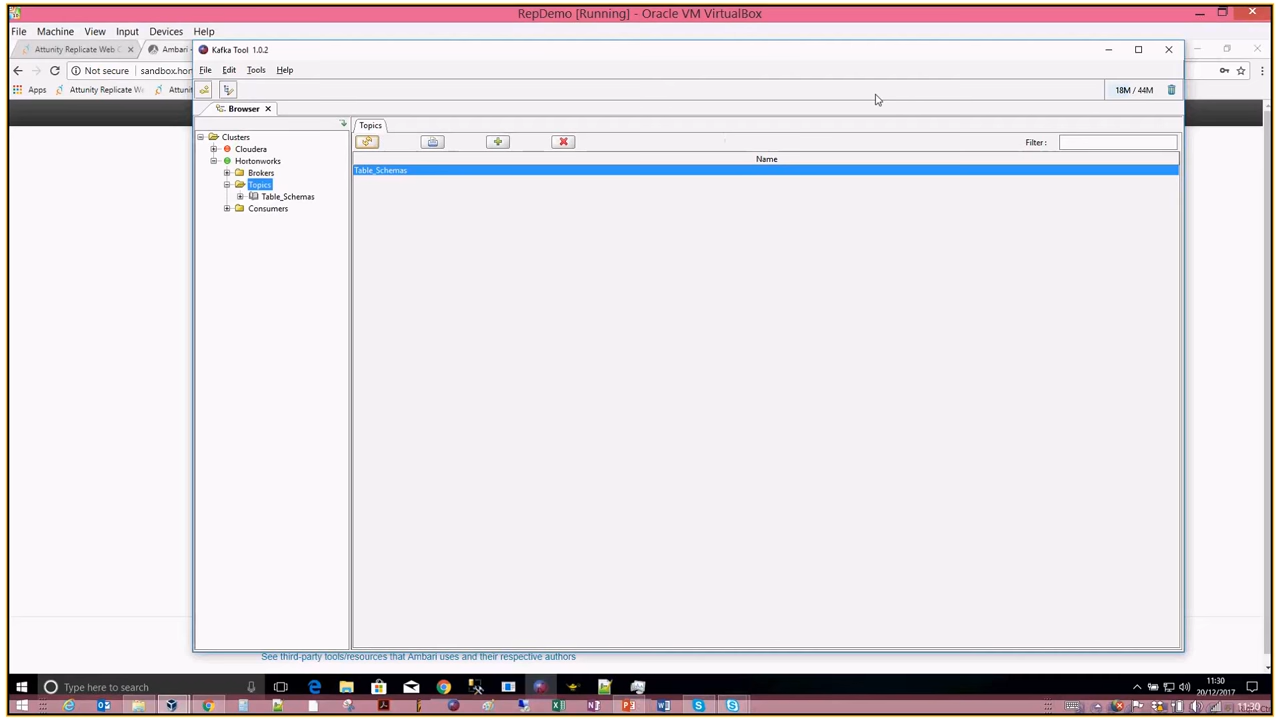 RepDemo [Running] - Oracle VM VirtualBox
File Machine View Input Devices Help
Attunity Replicate Web C
Ambari -
Kafka Tool 1.0.2
Not secure
sandbox.hor
File Edit Tools Help
Apps
Attunity Replicate We
Attunit
18M / 44M
Browser
Topics
Clusters
Cloudera
Hortonworks
Brokers
Topics
Table_Schemas
Consumers
Filter :
Name
Table_Schemas
See third-party tools/resources that Ambari uses and their respective authors
Type here to search
11:30
20/12/2017
11:30